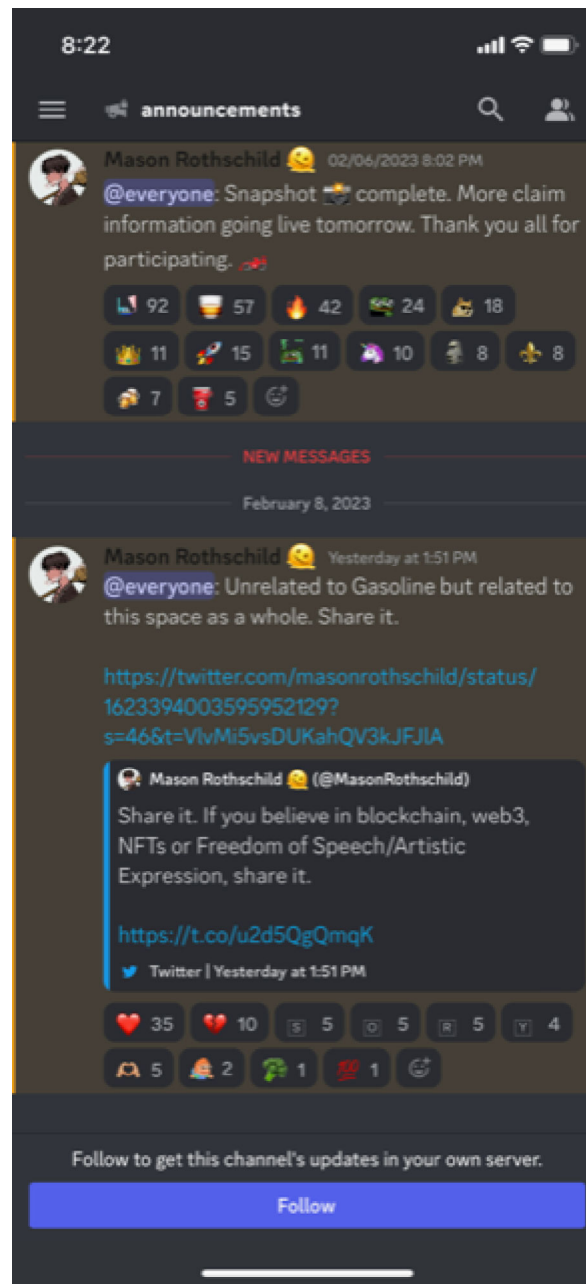 8:22
announcements
Mason Rothschild 🫠 02/06/2023 8:02 PM
@everyone: Snapshot 📸 complete. More claim
information going live tomorrow. Thank you all for
participating. 🏎️
92 57 42 24 18
11 15 11 10 8 8
7 5
NEW MESSAGES
February 8, 2023
Mason Rothschild 🫠 Yesterday at 1:51 PM
@everyone: Unrelated to Gasoline but related to
this space as a whole. Share it.
https://twitter.com/masonrothschild/status/
1623394003595952129?
s=46&t=VlvMi5vsDUKahQV3kJFJlA
Mason Rothschild 🫠 (@MasonRothschild)
Share it. If you believe in blockchain, web3,
NFTs or Freedom of Speech/Artistic
Expression, share it.
https://t.co/u2d5QgQmqK
Twitter | Yesterday at 1:51 PM
35 10 S 5 O 5 R 5 Y 4
5 2 1 💯 1
Follow to get this channel's updates in your own server.
Follow